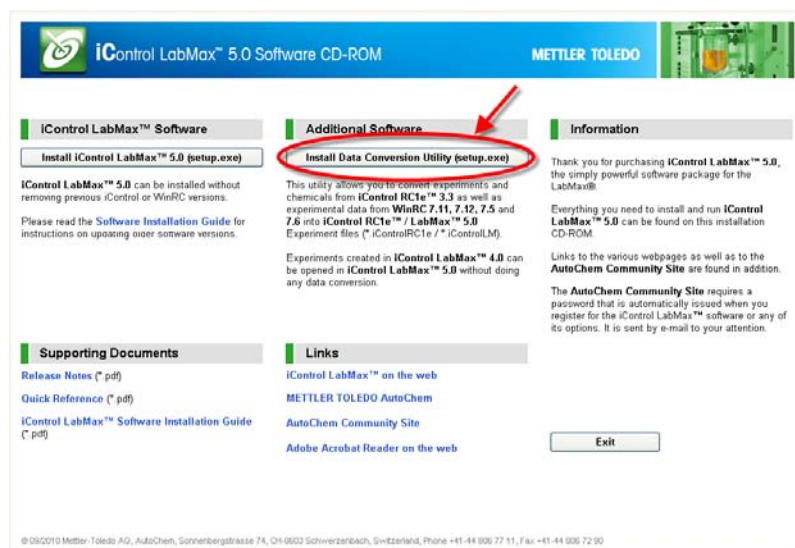 iControl LabMax™ 5.0 Software CD-ROM
METTLER TOLEDO
iControl LabMax™ Software
Install iControl LabMax™ 5.0 (setup.exe)
iControl LabMax™ 5.0 can be installed without
removing previous iControl or WinRC versions.
Please read the Software Installation Guide for
instructions on updating older software versions.
Additional Software
Install Data Conversion Utility (setup.exe)
This utility allows you to convert experiments and
chemicals from iControl RC1e™ 3.3 as well as
experimental data from WinRC 7.11, 7.12, 7.5 and
7.6 into iControl RC1e™ / LabMax™ 5.0
Experiment files (*.iControlRC1e / *.iControlLM).
Experiments created in iControl LabMax™ 4.0 can
be opened in iControl LabMax™ 5.0 without doing
any data conversion.
Information
Thank you for purchasing iControl LabMax™ 5.0,
the simply powerful software package for the
LabMax®.
Everything you need to install and run iControl
LabMax™ 5.0 can be found on this installation
CD-ROM.
Links to the various webpages as well as to the
AutoChem Community Site are found in addition.
The AutoChem Community Site requires a
password that is automatically issued when you
register for the iControl LabMax™ software or any of
its options. It is sent by e-mail to your attention.
Supporting Documents
Release Notes (*.pdf)
Quick Reference (*.pdf)
iControl LabMax™ Software Installation Guide
(*.pdf)
Links
iControl LabMax™ on the web
METTLER TOLEDO AutoChem
AutoChem Community Site
Adobe Acrobat Reader on the web
Exit
© 09/2010 Mettler-Toledo AG, AutoChem, Sonnenbergstrasse 74, CH-8603 Schwerzenbach, Switzerland, Phone +41-44 806 77 11, Fax +41-44 806 72 90